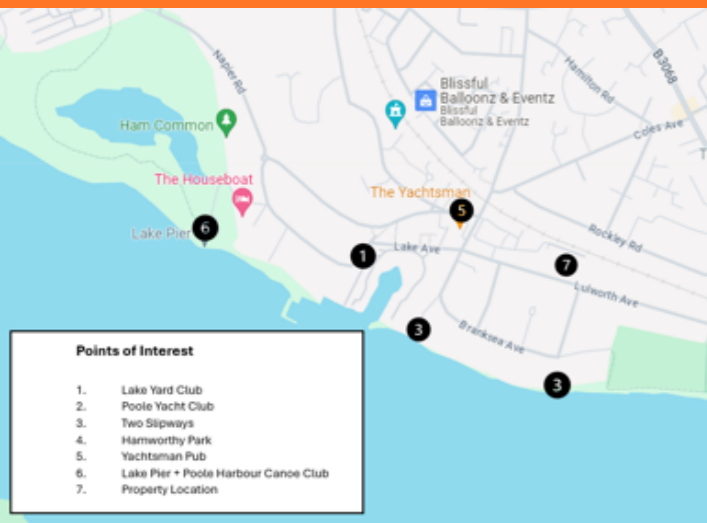 Napier Rd
Hamilton Rd
B3068
Blissful
Balloonz & Eventz
Blissful
Balloonz & Eventz
Ham Common
Coles Ave
The Houseboat
The Yachtsman
5
6
Lake Pier
Rockley Rd
1
Lake Ave
7
Lulworth Ave
3
Branksea Ave
3
Points of Interest
1. Lake Yard Club
2. Poole Yacht Club
3. Two Slipways
4. Hamworthy Park
5. Yachtsman Pub
6. Lake Pier + Poole Harbour Canoe Club
7. Property Location